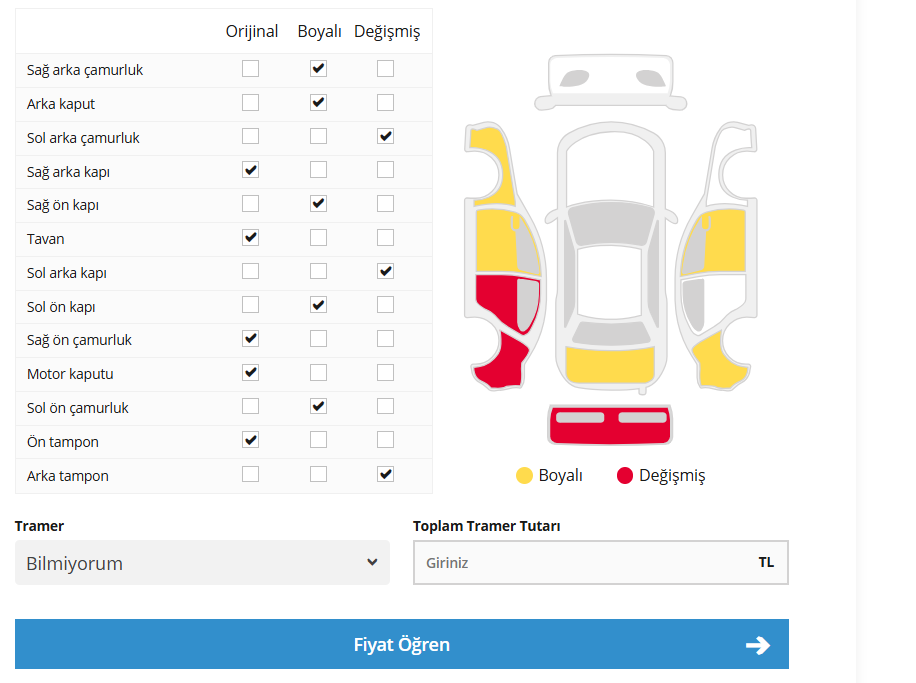 Orijinal Boyalı Değişmiş
Sağ arka çamurluk
Arka kaput
Sol arka çamurluk
Sağ arka kapı
Sağ ön kapı
Tavan
Sol arka kapı
Sol ön kapı
Sağ ön çamurluk
Motor kaputu
Sol ön çamurluk
Ön tampon
Arka tampon
Boyalı Değişmiş
Tramer Toplam Tramer Tutarı
Bilmiyorum Giriniz TL
Fiyat Öğren